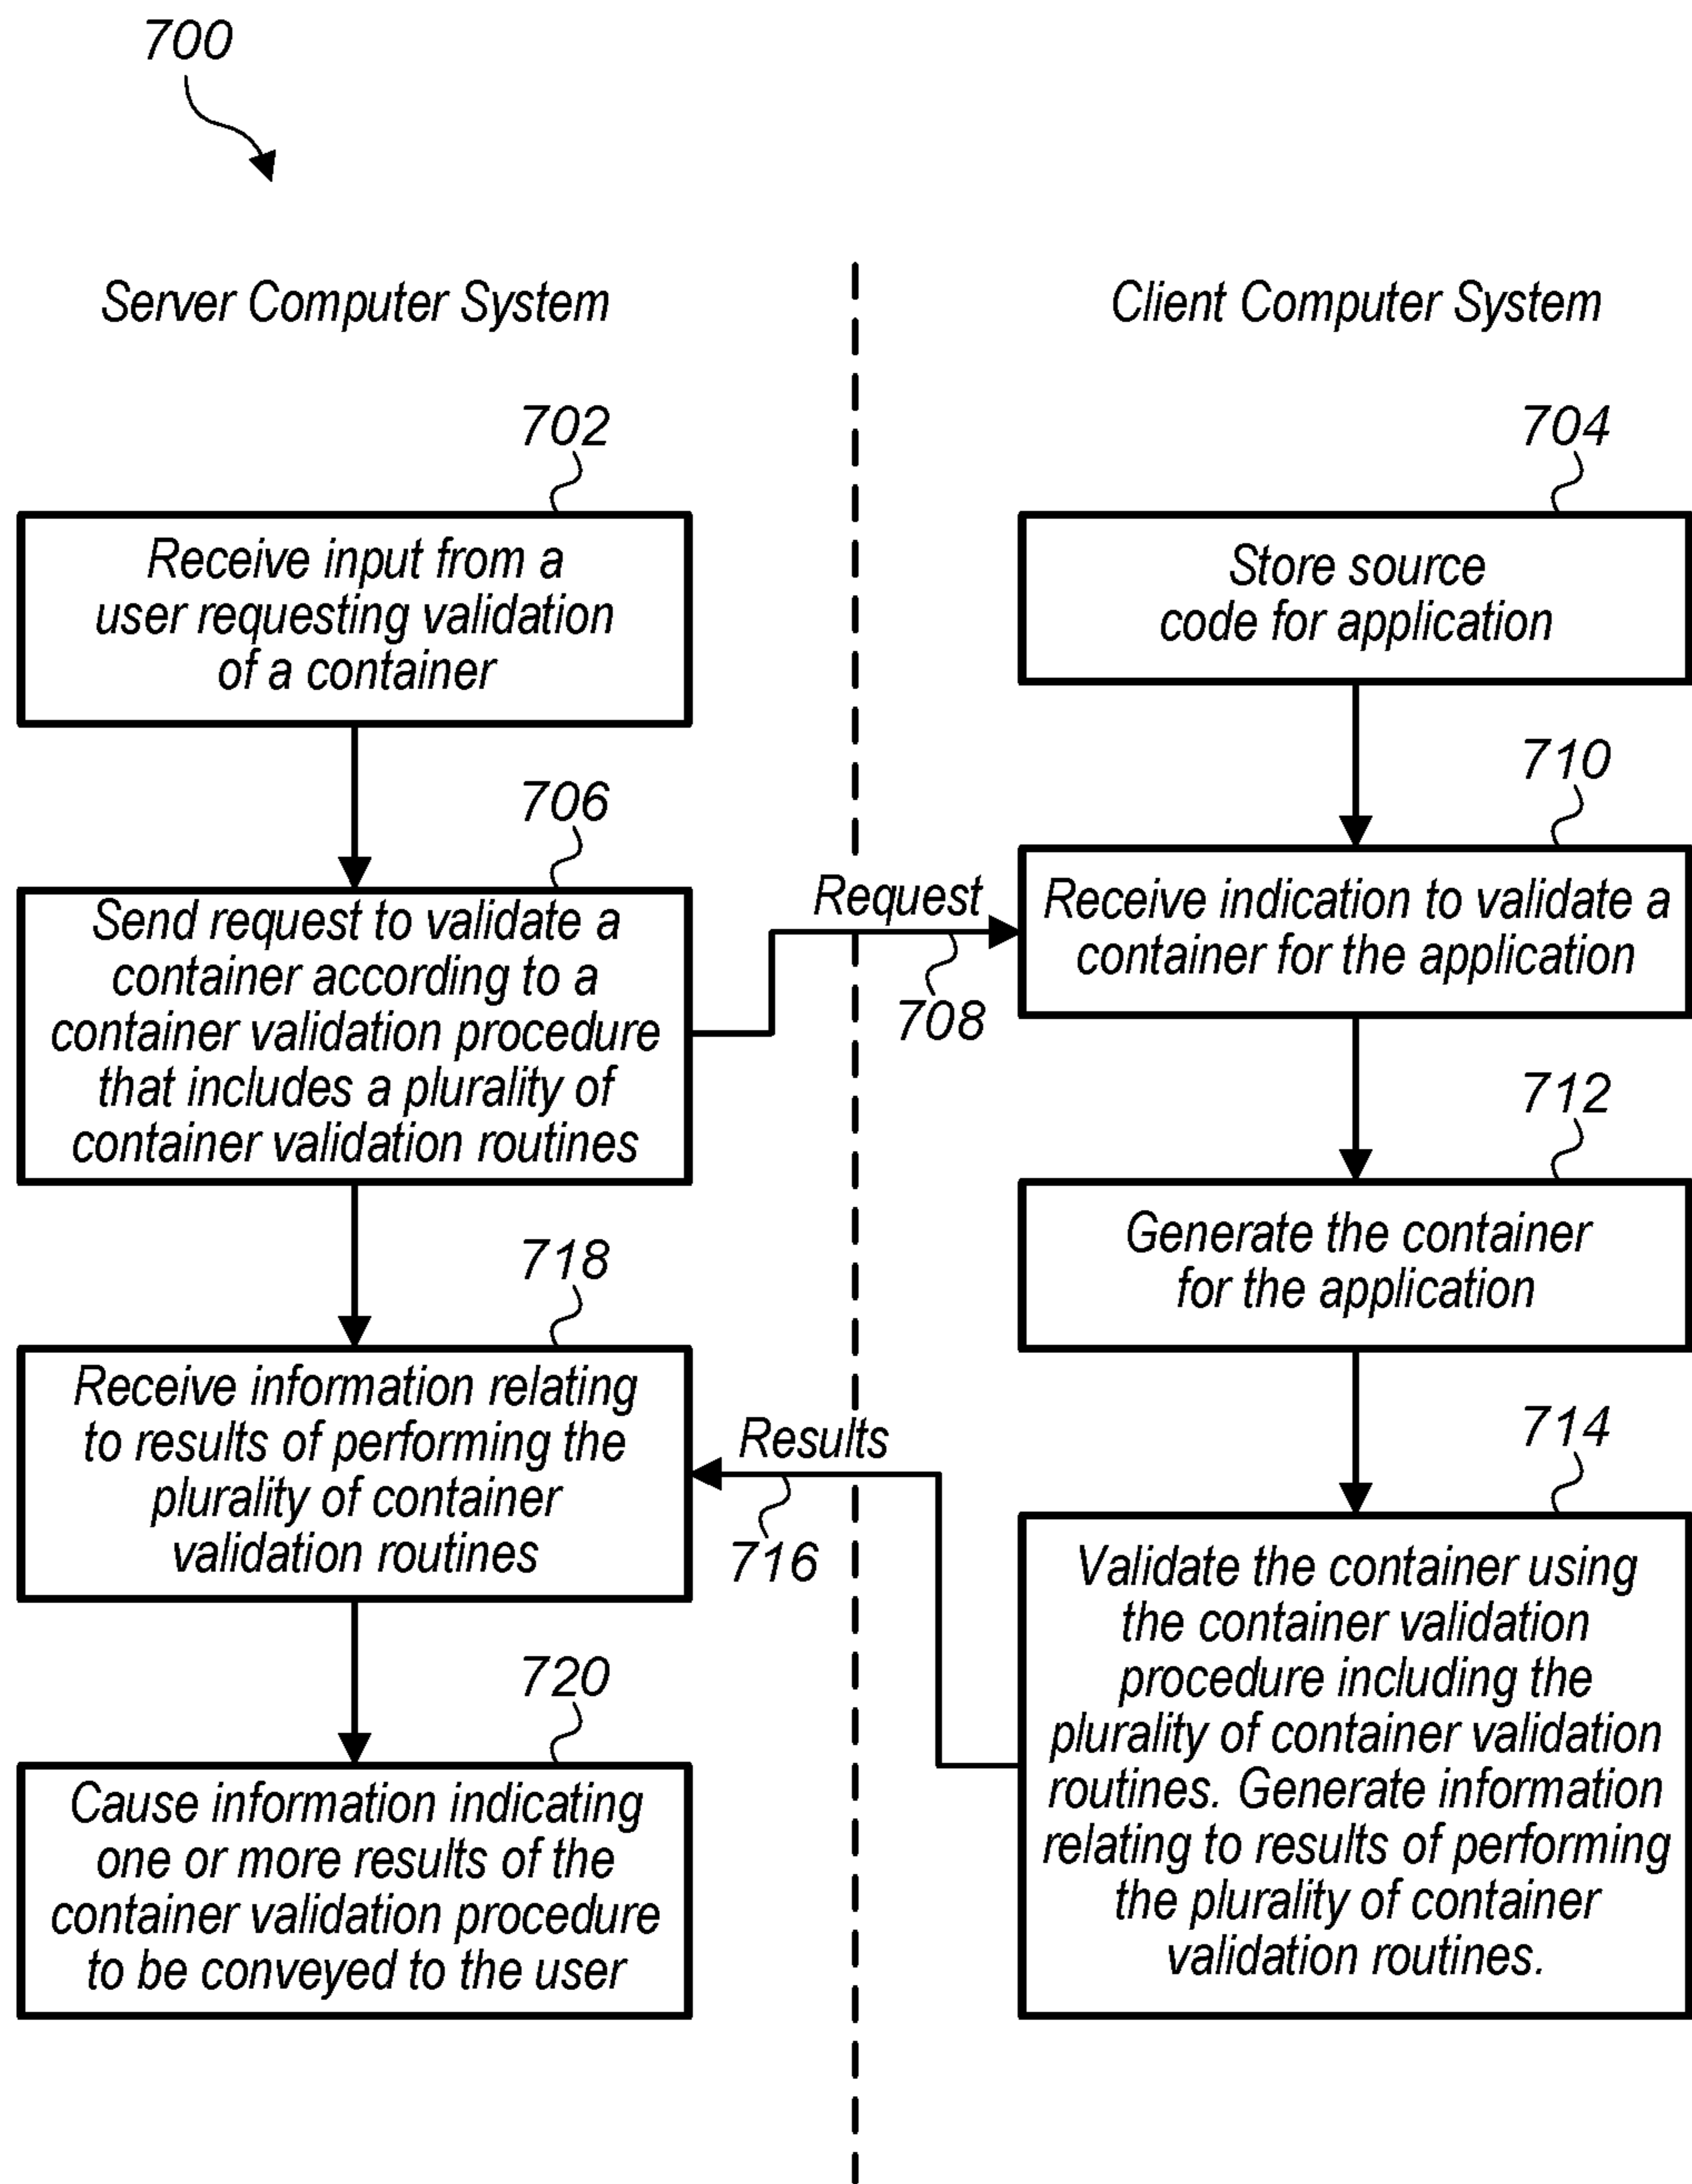 700
Server Computer System
Client Computer System
702
Receive input from a
user requesting validation
of a container
704
Store source
code for application
706
Send request to validate a
container according to a
container validation procedure
that includes a plurality of
container validation routines
Request
708
710
Receive indication to validate a
container for the application
712
Generate the container
for the application
714
Validate the container using
the container validation
procedure including the
plurality of container validation
routines. Generate information
relating to results of performing
the plurality of container
validation routines.
Results
716
718
Receive information relating
to results of performing the
plurality of container
validation routines
720
Cause information indicating
one or more results of the
container validation procedure
to be conveyed to the user